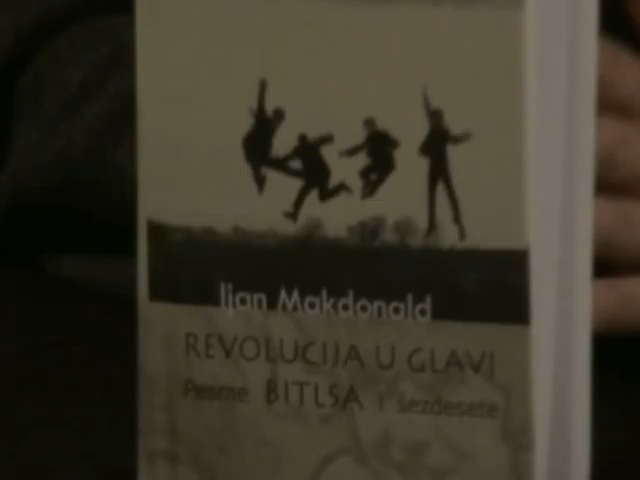 Ijan Makdonald
REVOLUCIJA U GLAVI
Pesme BITLSA i šezdesete